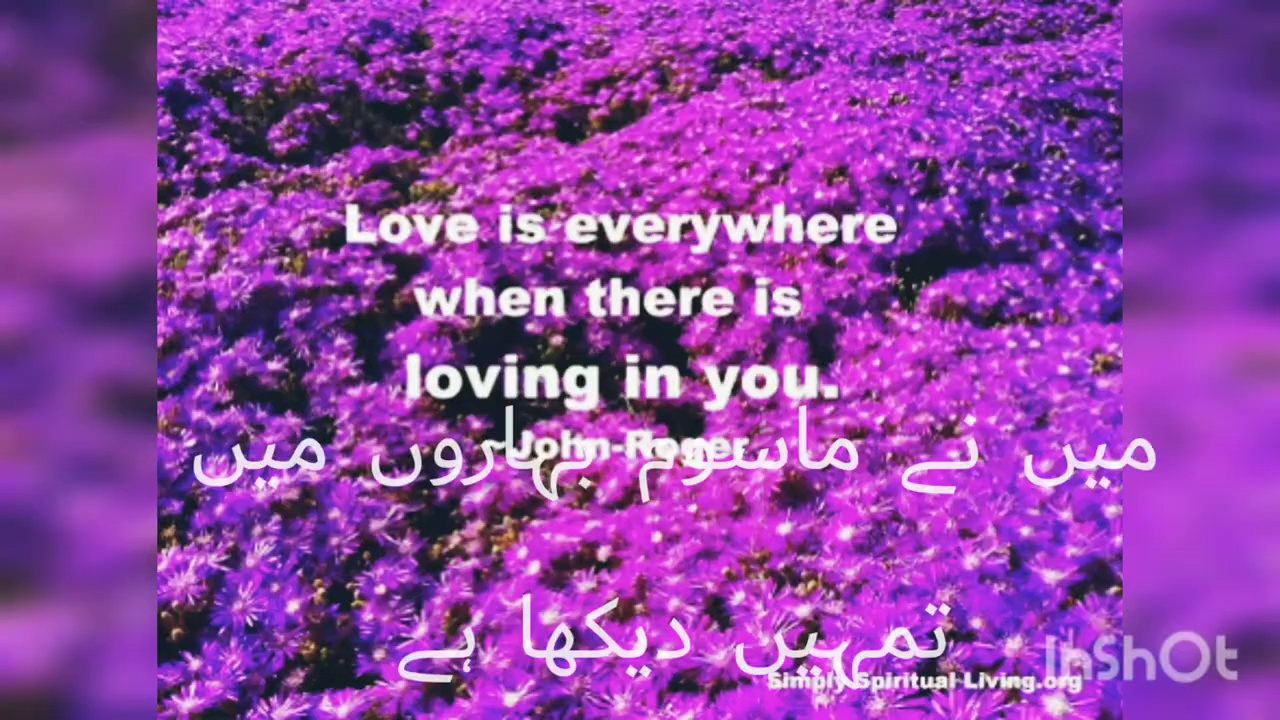 Love is everywhere
when there is
loving in you.
~John-Roger
میں نے ماسوم بہاروں میں
تمہیں دیکھا ہے
Simply Spiritual Living.org
InShOt